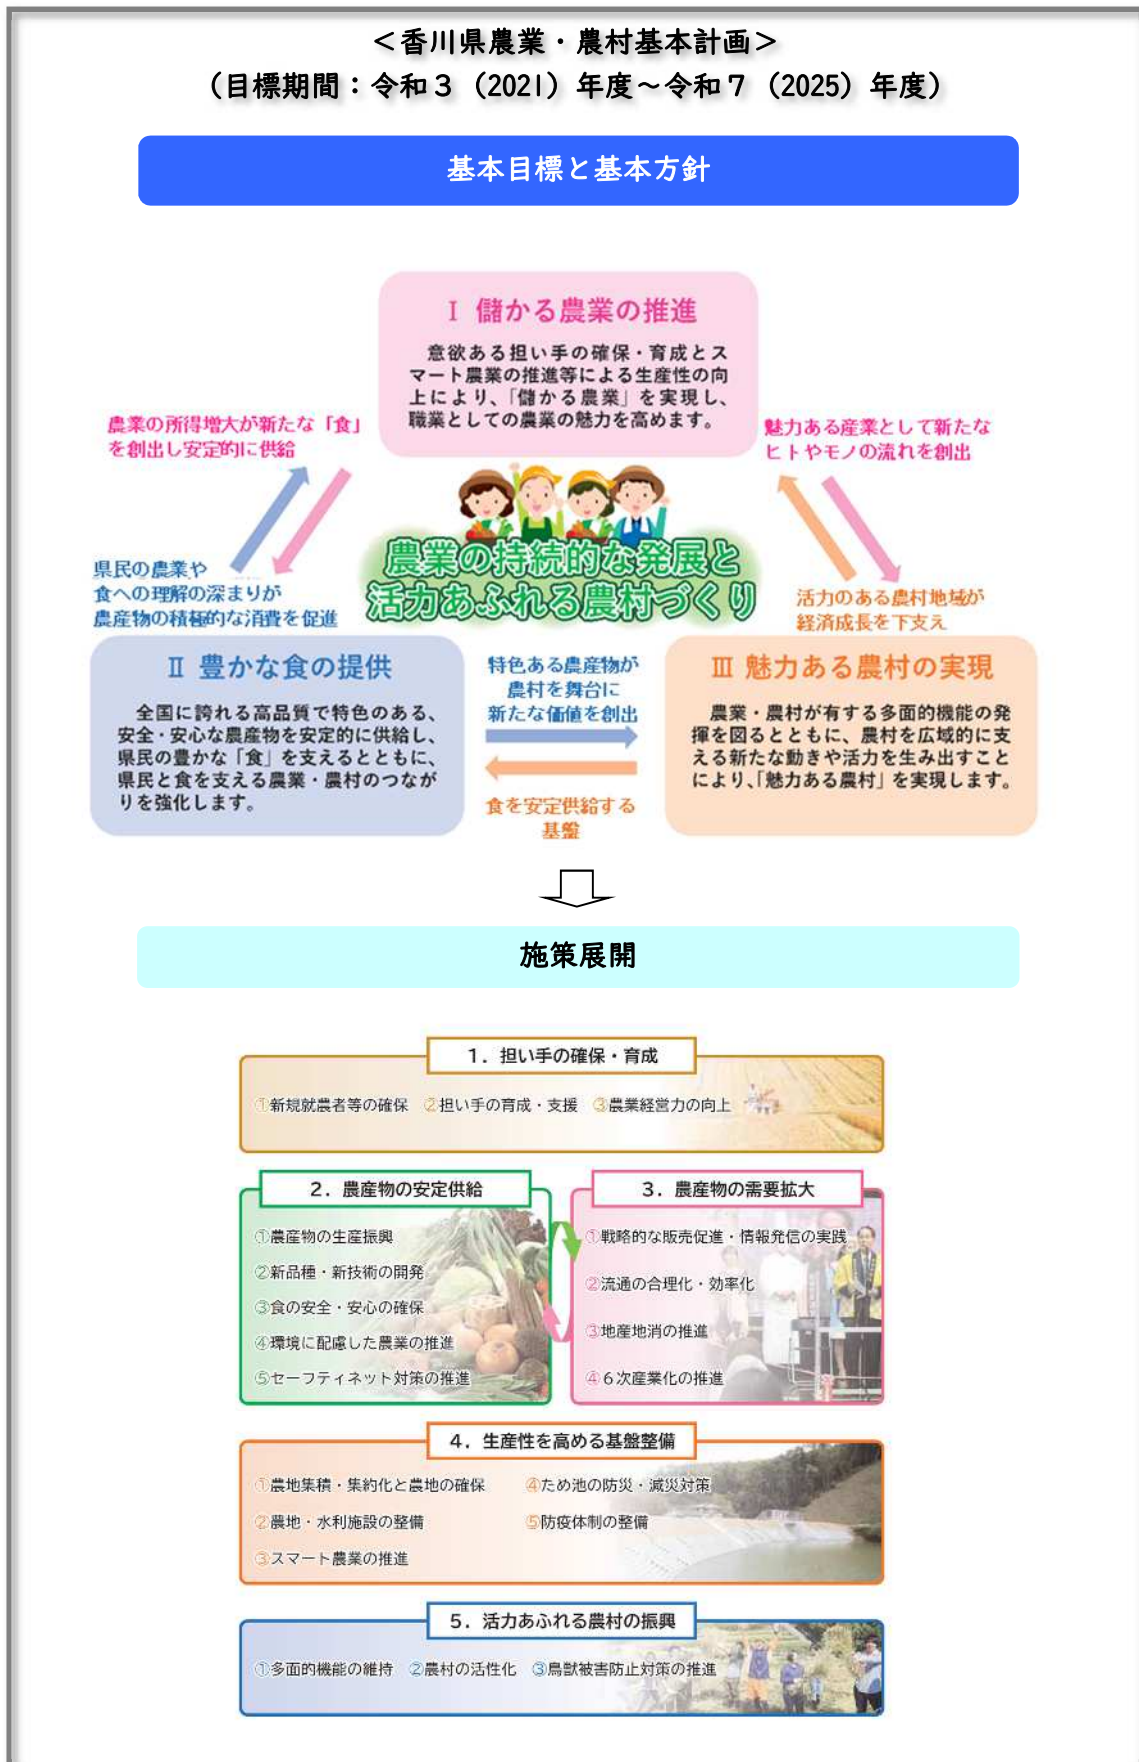 ＜香川県農業・農村基本計画＞
（目標期間：令和３（2021）年度～令和７（2025）年度）
基本目標と基本方針
Ⅰ 儲かる農業の推進
意欲ある担い手の確保・育成とス
マート農業の推進等による生産性の向
上により、「儲かる農業」を実現し、
職業としての農業の魅力を高めます。
農業の所得増大が新たな「食」
を創出し安定的に供給
魅力ある産業として新たな
ヒトやモノの流れを創出
農業の持続的な発展と
活力あふれる農村づくり
県民の農業や
食への理解の深まりが
農産物の積極的な消費を促進
活力のある農村地域が
経済成長を下支え
Ⅱ 豊かな食の提供
全国に誇れる高品質で特色のある、
安全・安心な農産物を安定的に供給し、
県民の豊かな「食」を支えるとともに、
県民と食を支える農業・農村のつなが
りを強化します。
特色ある農産物が
農村を舞台に
新たな価値を創出
食を安定供給する
基盤
Ⅲ 魅力ある農村の実現
農業・農村が有する多面的機能の発
揮を図るとともに、農村を広域的に支
える新たな動きや活力を生み出すこと
により、「魅力ある農村」を実現します。
施策展開
１．担い手の確保・育成
①新規就農者等の確保 ②担い手の育成・支援 ③農業経営力の向上
２．農産物の安定供給
①農産物の生産振興
②新品種・新技術の開発
③食の安全・安心の確保
④環境に配慮した農業の推進
⑤セーフティネット対策の推進
３．農産物の需要拡大
①戦略的な販売促進・情報発信の実践
②流通の合理化・効率化
③地産地消の推進
④６次産業化の推進
４．生産性を高める基盤整備
①農地集積・集約化と農地の確保
②農地・水利施設の整備
③スマート農業の推進
④ため池の防災・減災対策
⑤防疫体制の整備
５．活力あふれる農村の振興
①多面的機能の維持 ②農村の活性化 ③鳥獣被害防止対策の推進